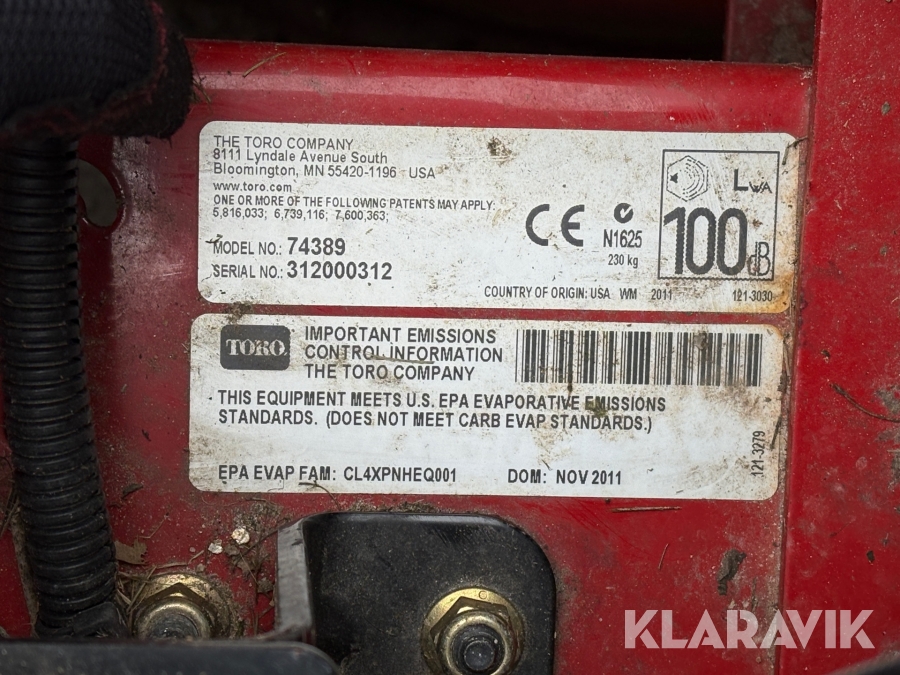 THE TORO COMPANY
8111 Lyndale Avenue South
Bloomington, MN 55420-1196 USA
www.toro.com
ONE OR MORE OF THE FOLLOWING PATENTS MAY APPLY:
5,816,033; 6,739,116; 7,600,363;
MODEL NO.: 74389
SERIAL NO.: 312000312
CE
N1625
230 kg
LWA
100dB
COUNTRY OF ORIGIN: USA WM 2011 121-3030
TORO
IMPORTANT EMISSIONS
CONTROL INFORMATION
THE TORO COMPANY
THIS EQUIPMENT MEETS U.S. EPA EVAPORATIVE EMISSIONS
STANDARDS. (DOES NOT MEET CARB EVAP STANDARDS.)
EPA EVAP FAM: CL4XPNHEQ001 DOM: NOV 2011
121-3279
KLARAVIK